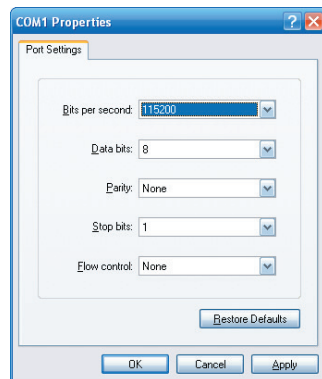 COM1 Properties
Port Settings
Bits per second: 115200
Data bits: 8
Parity: None
Stop bits: 1
Flow control: None
Restore Defaults
OK Cancel Apply